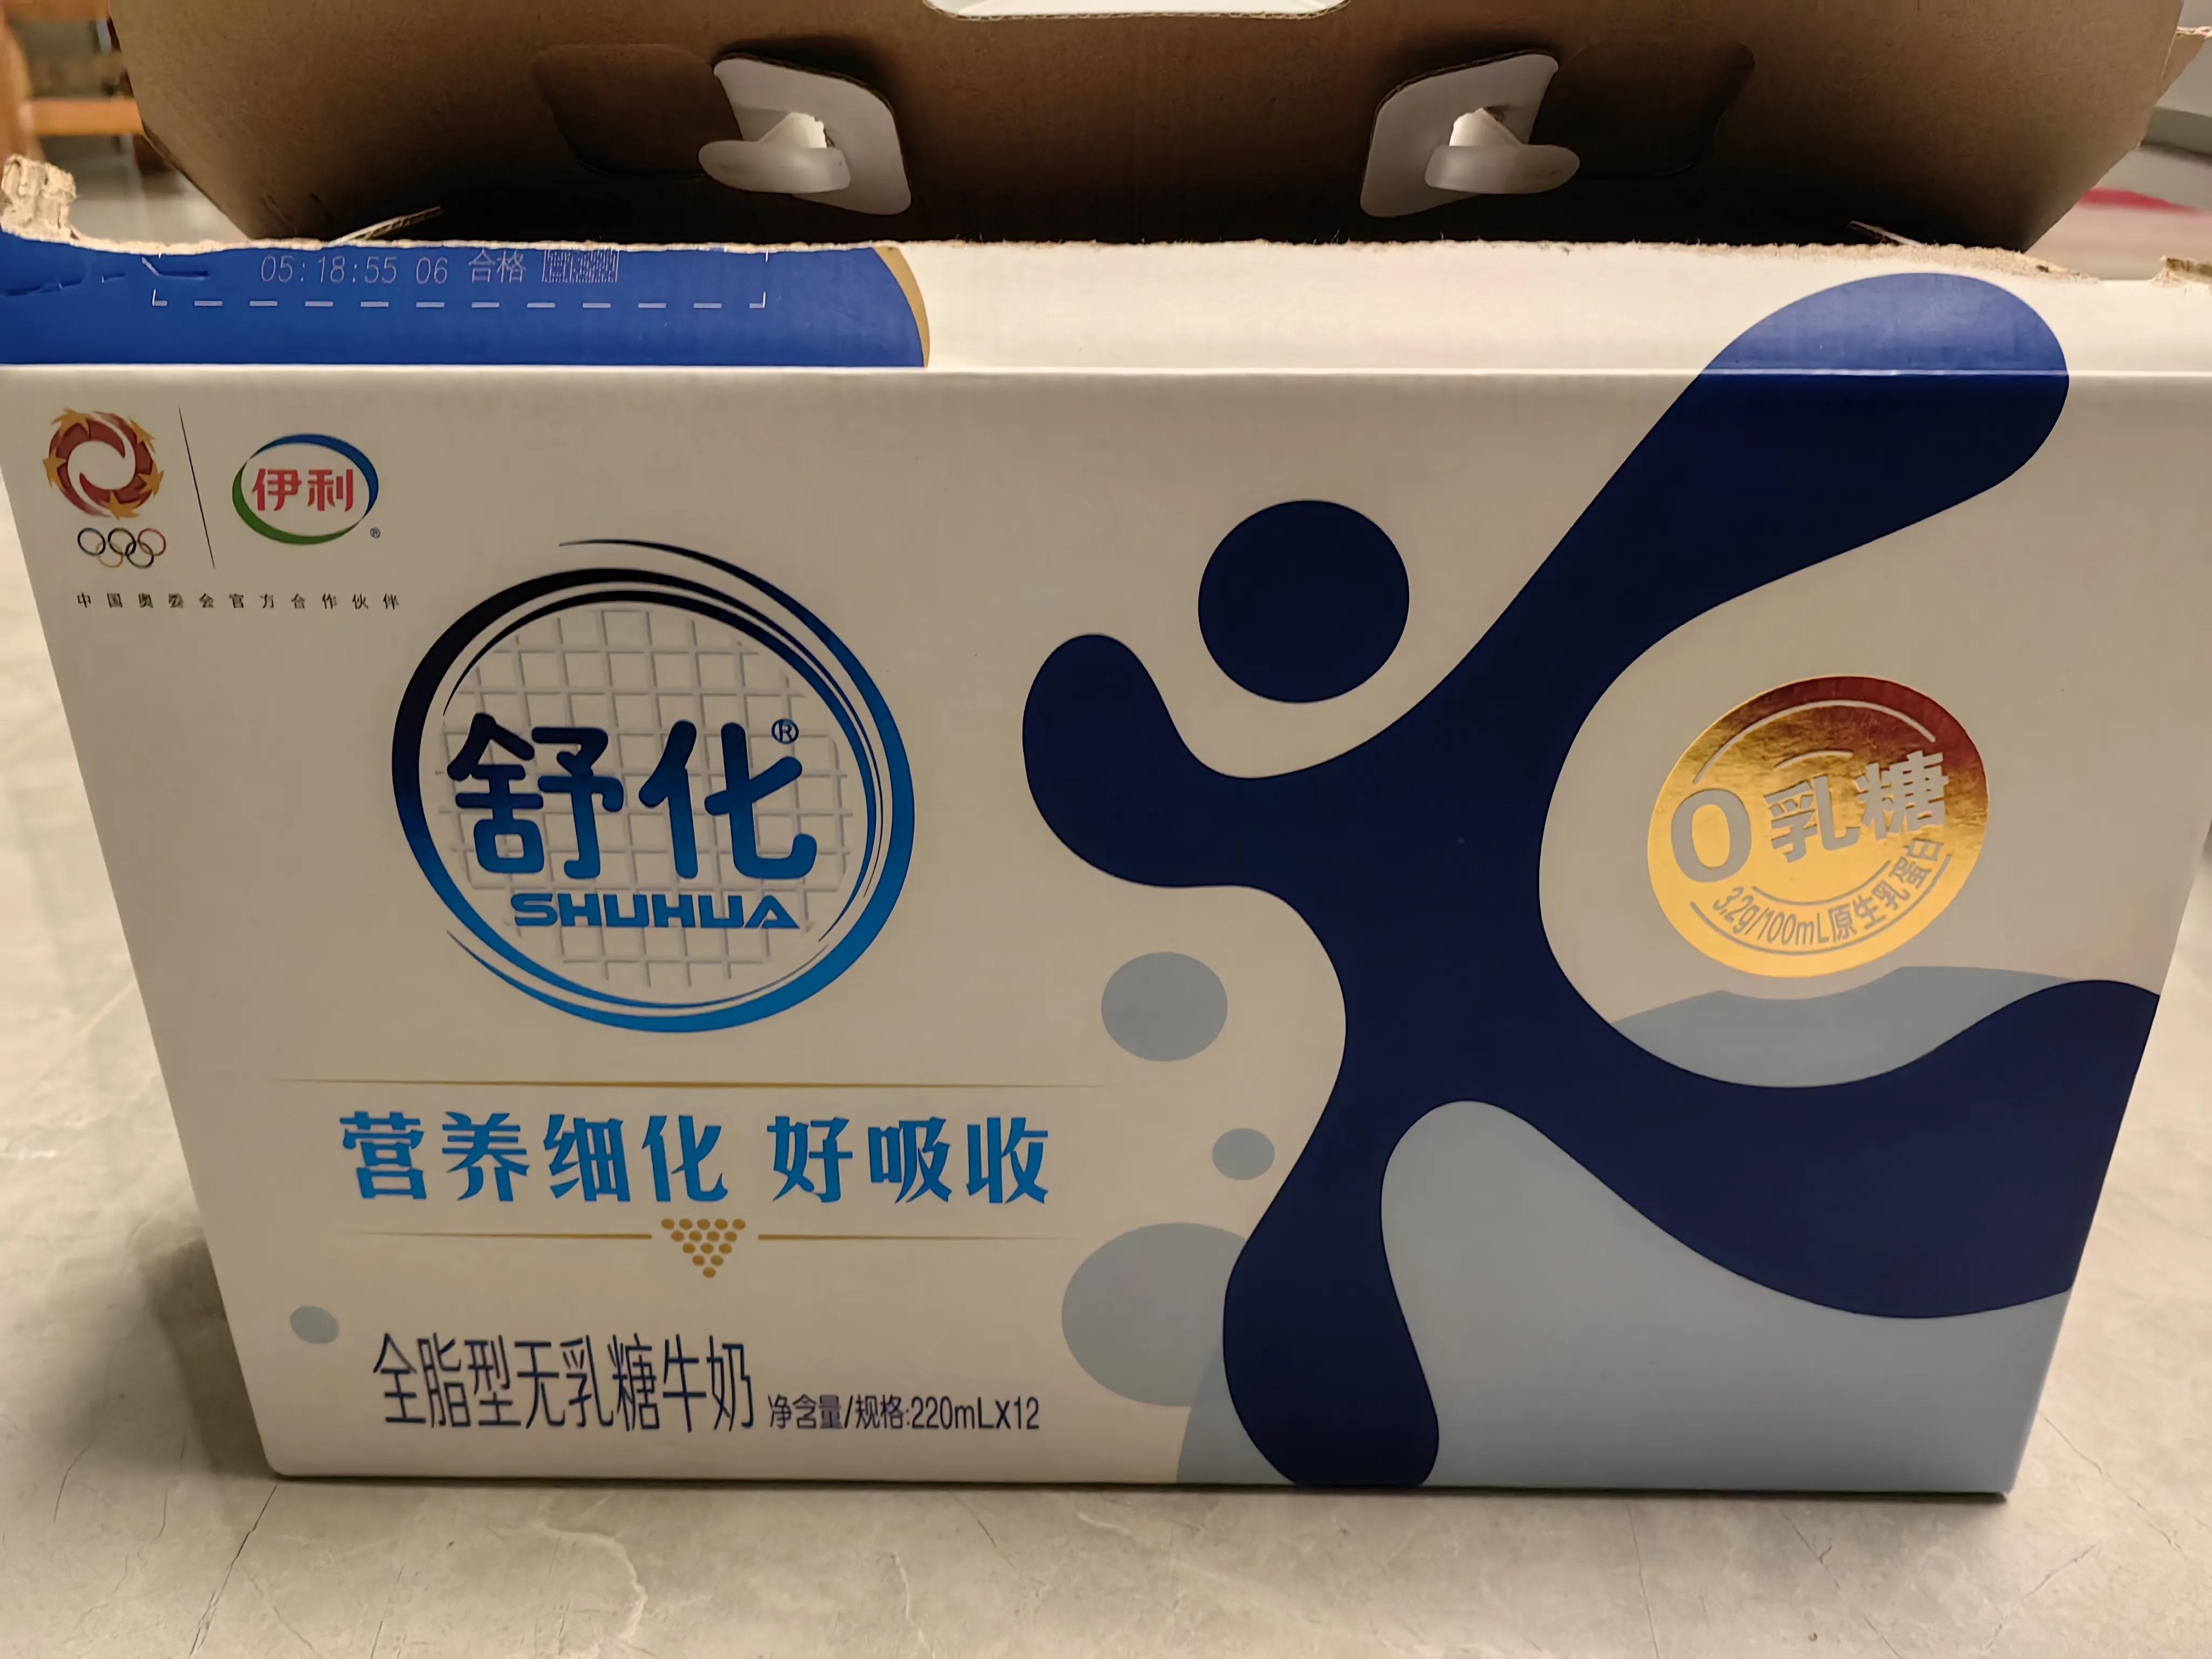 05:18:55 06 合格
伊利®
中国奥委会官方合作伙伴
舒化®
SHUHUA
0乳糖
3.2g/100mL原生乳蛋白
营养细化 好吸收
全脂型无乳糖牛奶 净含量/规格:220mLX12